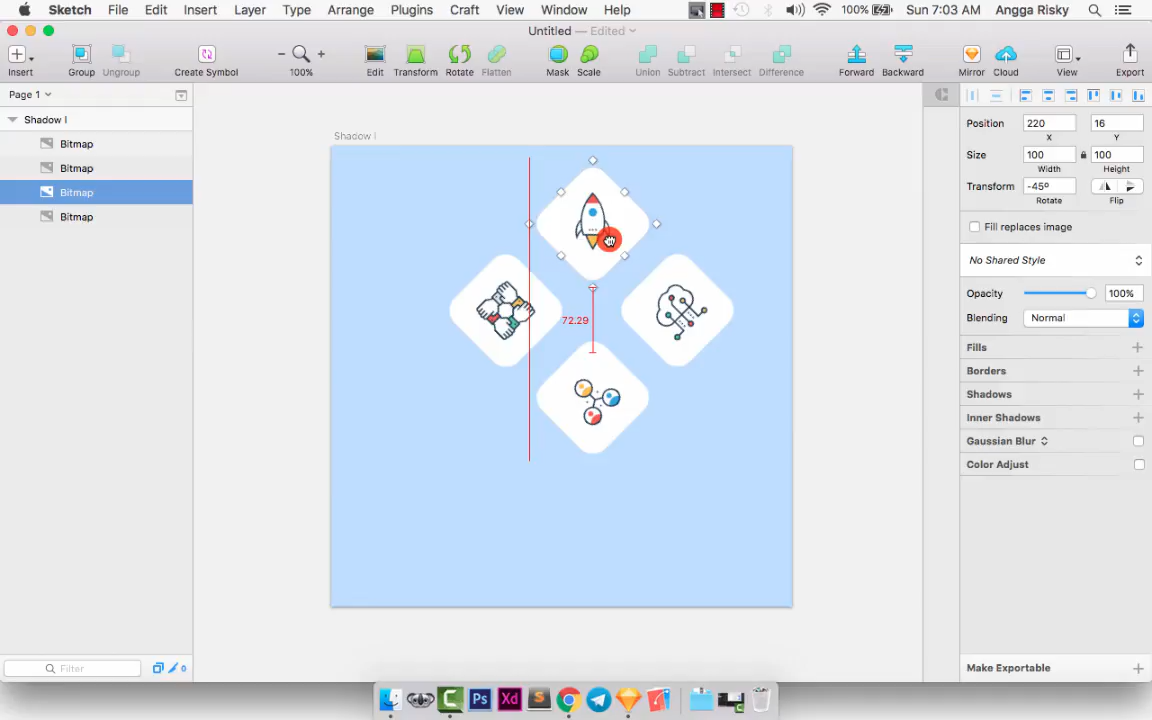 Sketch File Edit Insert Layer Type Arrange Plugins Craft View Window Help 100% Sun 7:03 AM Angga Risky
Untitled — Edited
Insert Group Ungroup Create Symbol 100% Edit Transform Rotate Flatten Mask Scale Union Subtract Intersect Difference Forward Backward Mirror Cloud View Export
Page 1
Shadow I
Bitmap
Bitmap
Bitmap
Bitmap
Filter
0
Shadow I
72.29
Position 220 16
X Y
Size 100 100
Width Height
Transform -45º
Rotate Flip
Fill replaces image
No Shared Style
Opacity 100%
Blending Normal
Fills
Borders
Shadows
Inner Shadows
Gaussian Blur
Color Adjust
Make Exportable
Ps Xd S